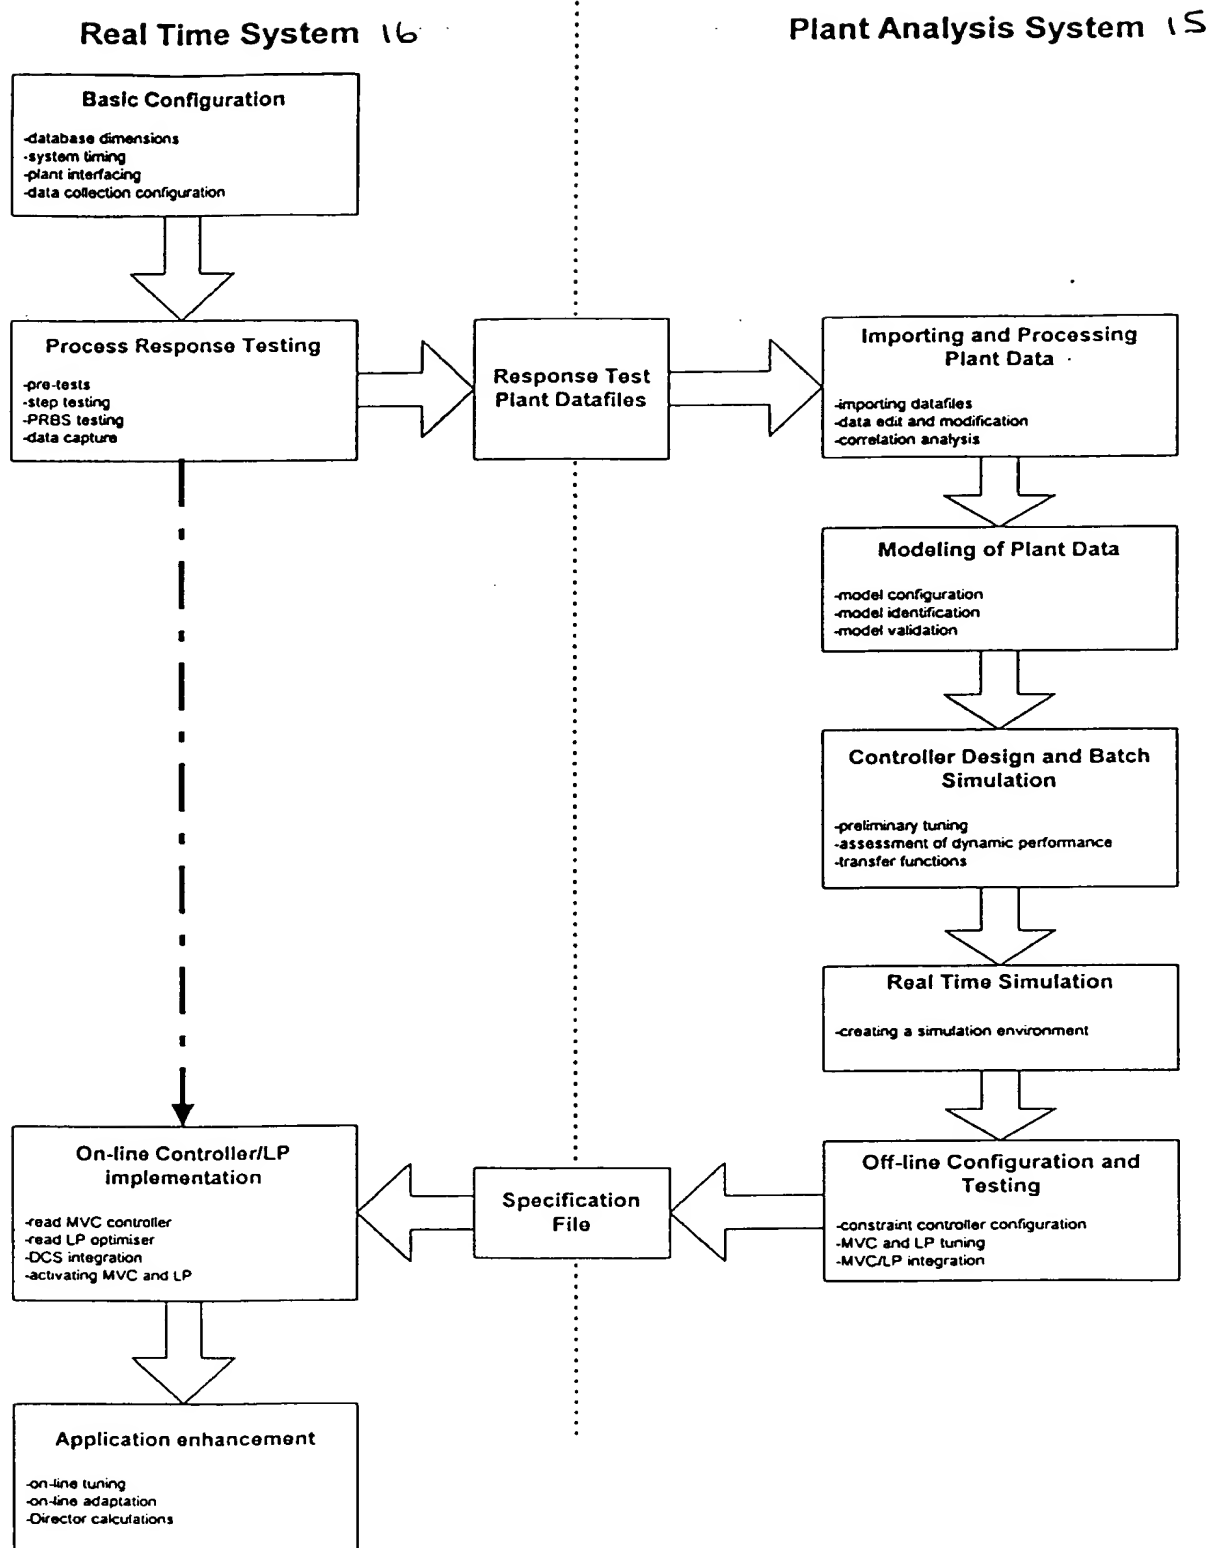 Real Time System 16
Plant Analysis System 15
Basic Configuration
-database dimensions
-system timing
-plant interfacing
-data collection configuration
Process Response Testing
-pre-tests
-step testing
-PRBS testing
-data capture
Response Test
Plant Datafiles
Importing and Processing
Plant Data
-importing datafiles
-data edit and modification
-correlation analysis
Modeling of Plant Data
-model configuration
-model identification
-model validation
Controller Design and Batch
Simulation
-preliminary tuning
-assessment of dynamic performance
-transfer functions
Real Time Simulation
-creating a simulation environment
Off-line Configuration and
Testing
-constraint controller configuration
-MVC and LP tuning
-MVC/LP integration
Specification
File
On-line Controller/LP
implementation
-read MVC controller
-read LP optimiser
-DCS integration
-activating MVC and LP
Application enhancement
-on-line tuning
-on-line adaptation
-Director calculations